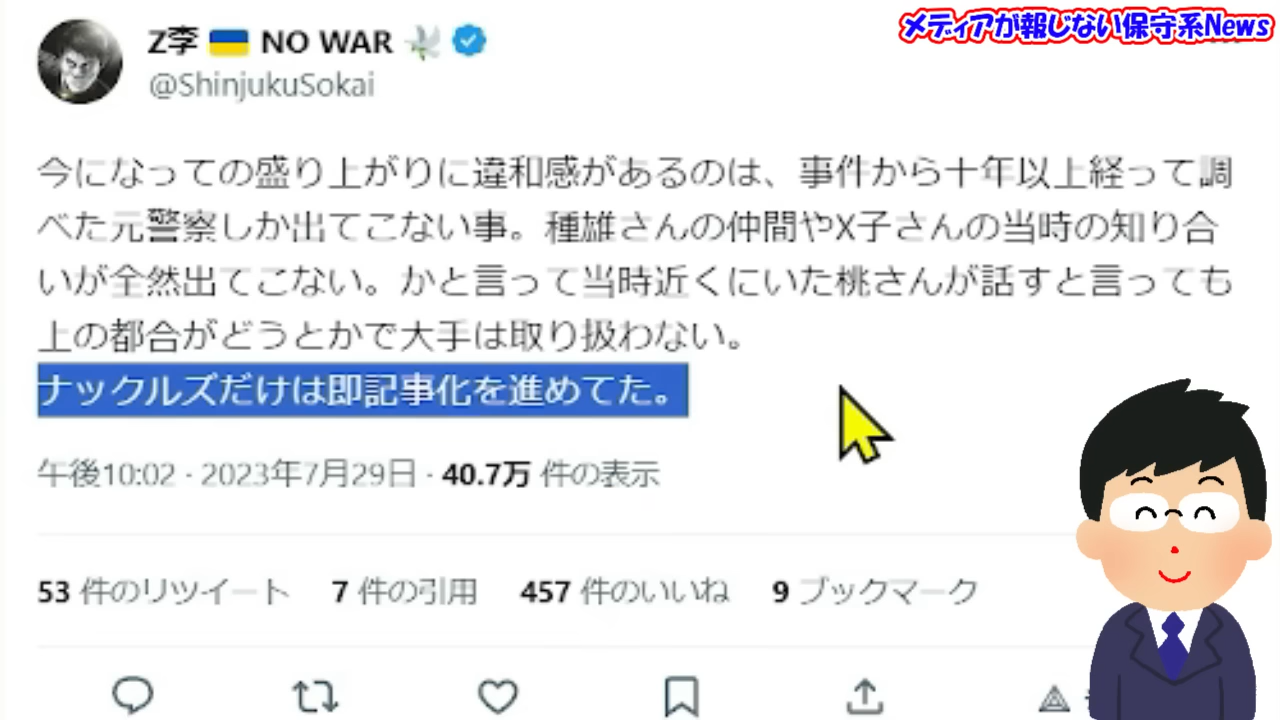 メディアが報じない保守系News
Z李 🇺🇦 NO WAR 🕊
@ShinjukuSokai
今になっての盛り上がりに違和感があるのは、事件から十年以上経って調
べた元警察しか出てこない事。種雄さんの仲間やX子さんの当時の知り合
いが全然出てこない。かと言って当時近くにいた桃さんが話すと言っても
上の都合がどうとかで大手は取り扱わない。
ナックルズだけは即記事化を進めてた。
午後10:02 · 2023年7月29日 · 40.7万 件の表示
53 件のリツイート 7 件の引用 457 件のいいね 9 ブックマーク